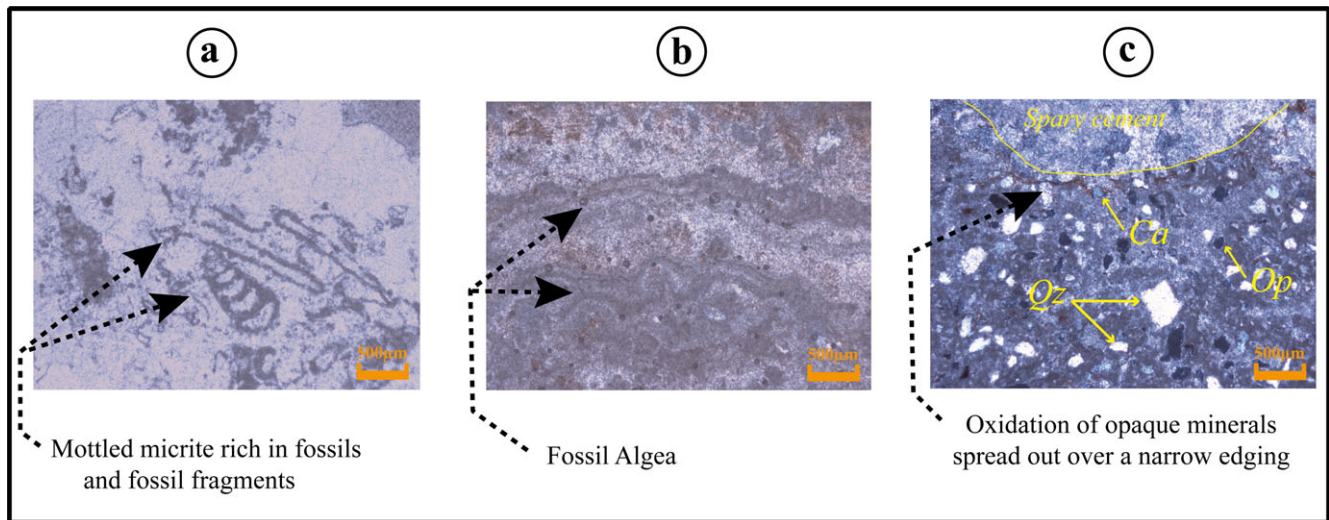 a
b
c
Spary cement
Ca
Op
Qz
500μm
500μm
500μm
Mottled micrite rich in fossils
and fossil fragments
Fossil Algea
Oxidation of opaque minerals
spread out over a narrow edging